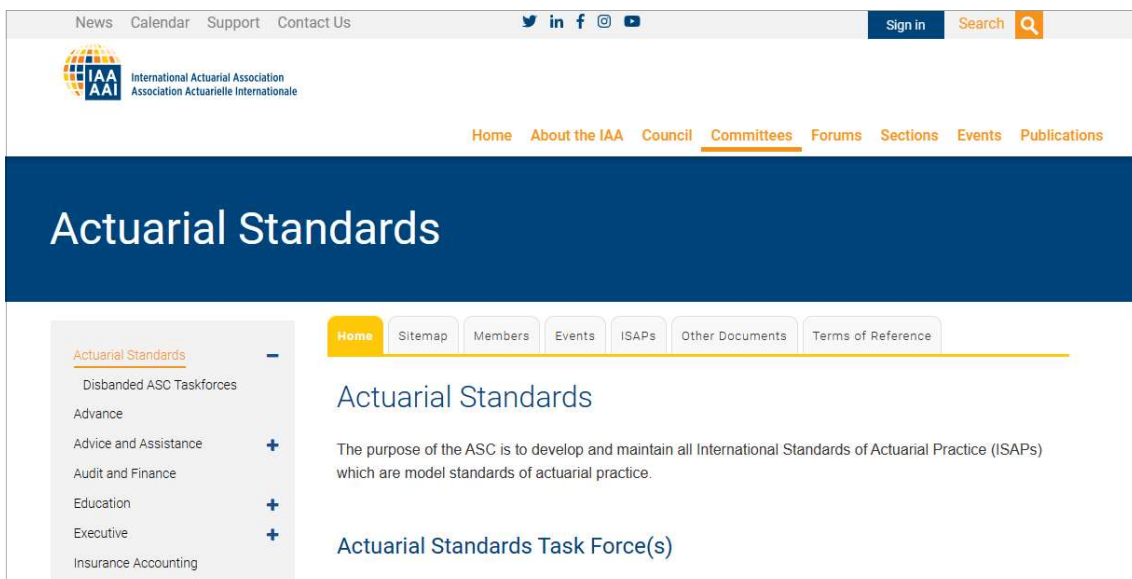 News Calendar Support Contact Us Sign in Search
IAA
AAI
International Actuarial Association
Association Actuarielle Internationale
Home About the IAA Council Committees Forums Sections Events Publications
Actuarial Standards
Home Sitemap Members Events ISAPs Other Documents Terms of Reference
Actuarial Standards
Disbanded ASC Taskforces
Advance
Advice and Assistance
Audit and Finance
Education
Executive
Insurance Accounting
Actuarial Standards
The purpose of the ASC is to develop and maintain all International Standards of Actuarial Practice (ISAPs)
which are model standards of actuarial practice.
Actuarial Standards Task Force(s)